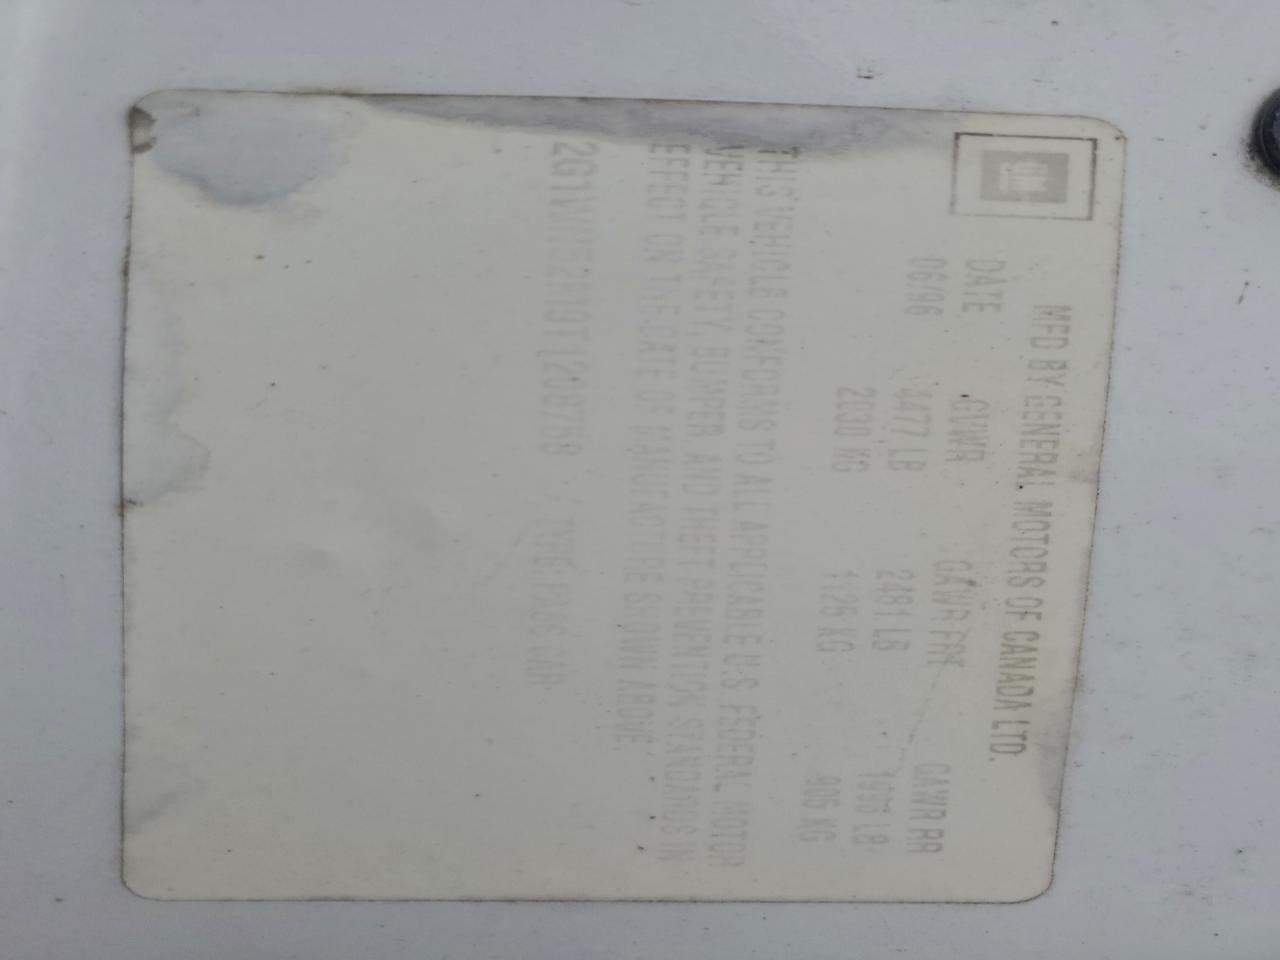 GM
MFD BY GENERAL MOTORS OF CANADA LTD.
DATE GVWR GAWR FRT GAWR RR
06/96 4477 LB 2481 LB 1996 LB
2030 KG 1125 KG 905 KG
THIS VEHICLE CONFORMS TO ALL APPLICABLE U.S FEDERAL MOTOR
VEHICLE SAFETY, BUMPER, AND THEFT PREVENTION STANDARDS IN
EFFECT ON THE DATE OF MANUFACTURE SHOWN ABOVE.
TYPE: PASS CAR